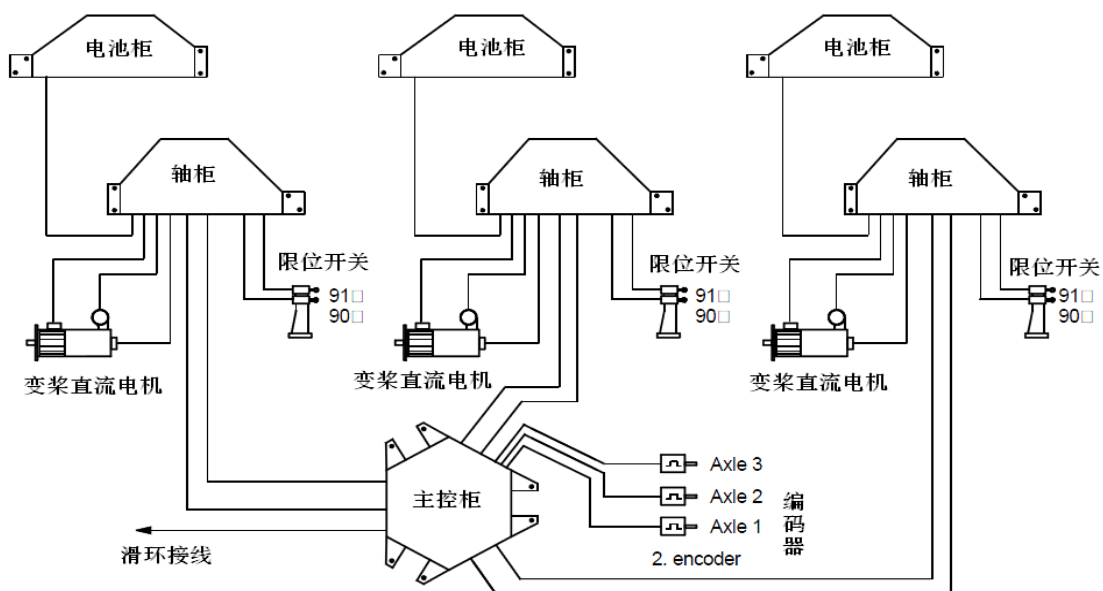 电池柜
电池柜
电池柜
轴柜
轴柜
轴柜
限位开关
91□
90□
限位开关
91□
90□
限位开关
91□
90□
变桨直流电机
变桨直流电机
变桨直流电机
主控柜
Axle 3
Axle 2
Axle 1
编码器
2. encoder
滑环接线